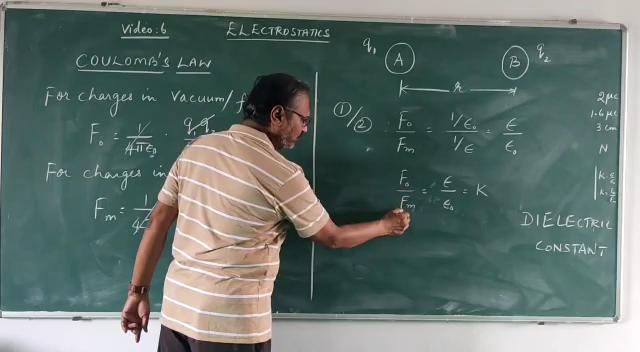 Video: 6
ELECTROSTATICS
COULOMB'S LAW
For charges in Vacuum/
F₀ = 1/4πε₀ ·
For charges in
Fm = 1
q₁ A B q₂
r
①/② F₀/Fm = 1/ε₀ / 1/ε = ε/ε₀
F₀/Fm = ε/ε₀ = K
DIELECTRIC
CONSTANT
2μc
1.6μc
3 cm
N